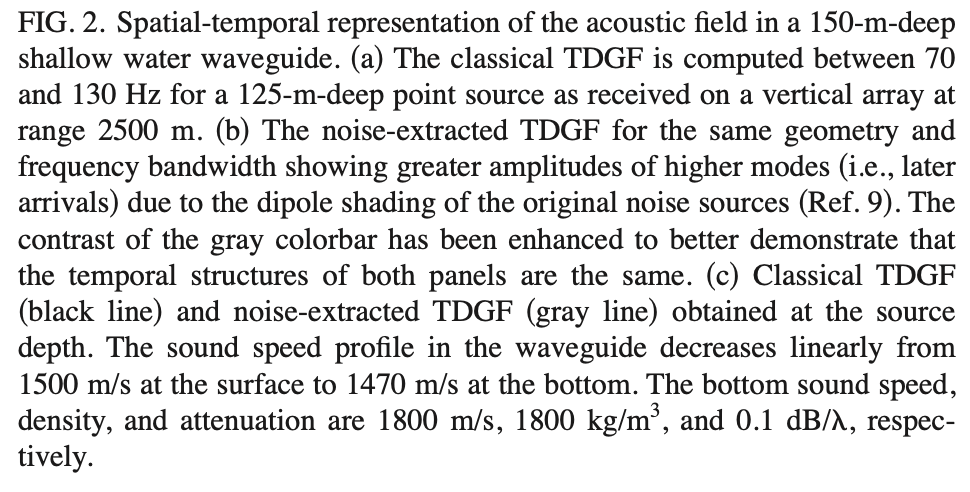 FIG. 2. Spatial-temporal representation of the acoustic field in a 150-m-deep
shallow water waveguide. (a) The classical TDGF is computed between 70
and 130 Hz for a 125-m-deep point source as received on a vertical array at
range 2500 m. (b) The noise-extracted TDGF for the same geometry and
frequency bandwidth showing greater amplitudes of higher modes (i.e., later
arrivals) due to the dipole shading of the original noise sources (Ref. 9). The
contrast of the gray colorbar has been enhanced to better demonstrate that
the temporal structures of both panels are the same. (c) Classical TDGF
(black line) and noise-extracted TDGF (gray line) obtained at the source
depth. The sound speed profile in the waveguide decreases linearly from
1500 m/s at the surface to 1470 m/s at the bottom. The bottom sound speed,
density, and attenuation are 1800 m/s, 1800 kg/m³, and 0.1 dB/λ, respec-
tively.